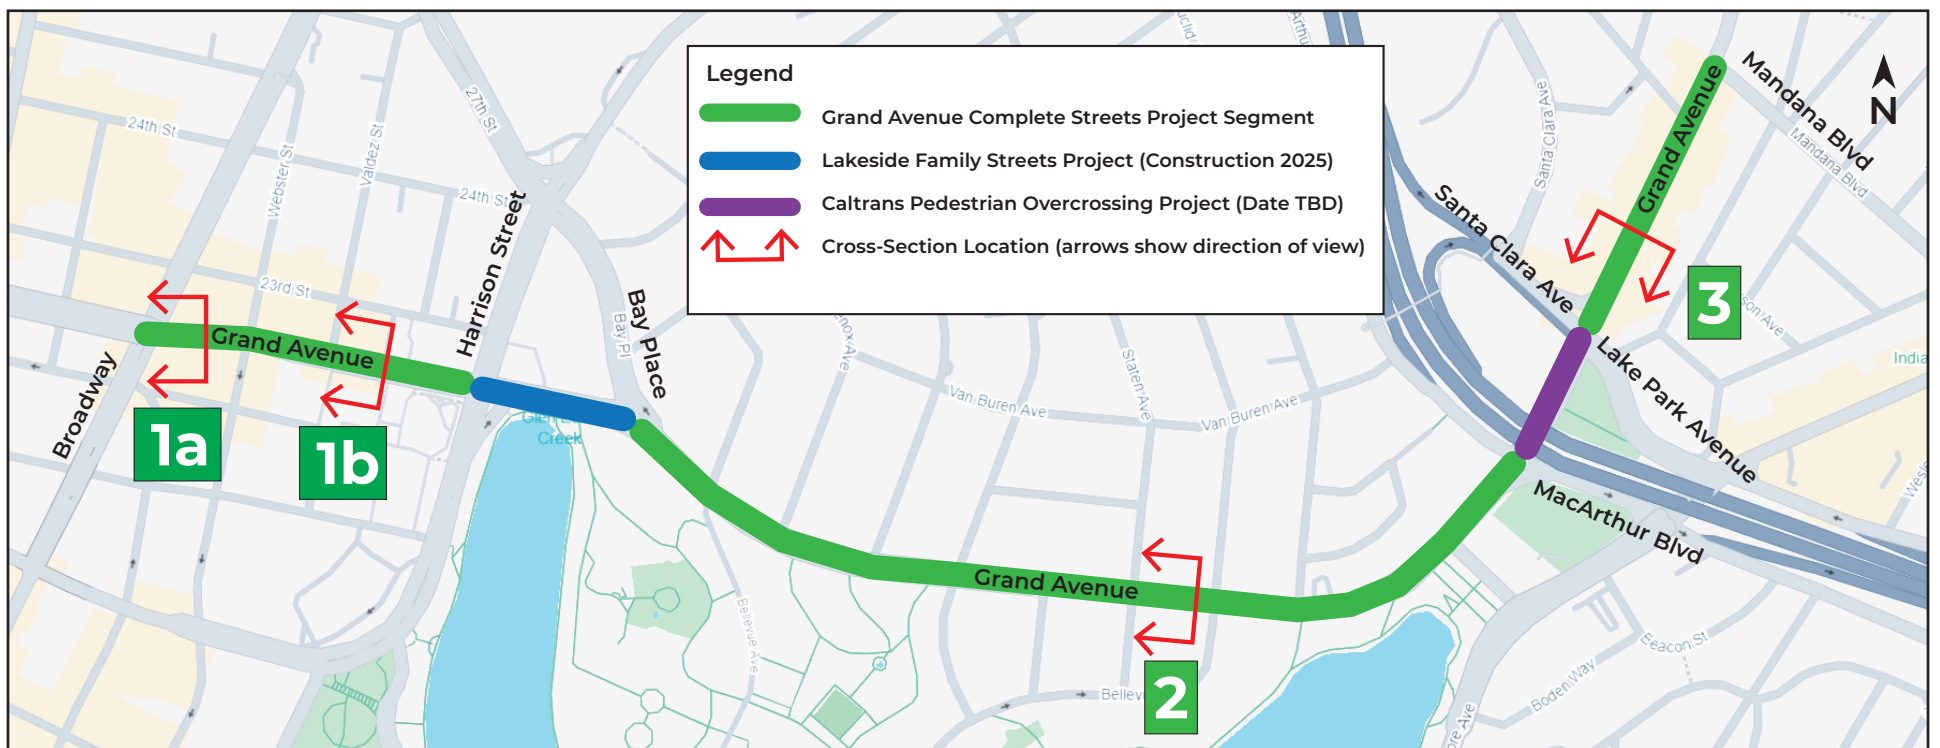 Legend
Grand Avenue Complete Streets Project Segment
Lakeside Family Streets Project (Construction 2025)
Caltrans Pedestrian Overcrossing Project (Date TBD)
Cross-Section Location (arrows show direction of view)
N
Mandana Blvd
Mandana Blvd
Grand Avenue
Santa Clara Ave
Santa Clara Ave
3
Lake Park Avenue
MacArthur Blvd
27th St
24th St
24th St
Valdez St
Webster St
23rd St
Harrison Street
Bay Place
Bay Pl
Grand Avenue
Broadway
1a
1b
Creek
Van Buren Ave
Van Buren Ave
Staten Ave
Grand Avenue
Bellevue Ave
2
Beacon St
Boden Way
India